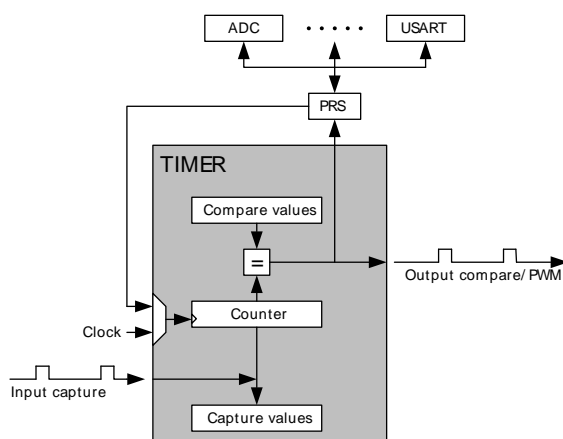 ADC
.....
USART
PRS
TIMER
Compare values
=
Output compare/ PWM
Counter
Clock
Input capture
Capture values